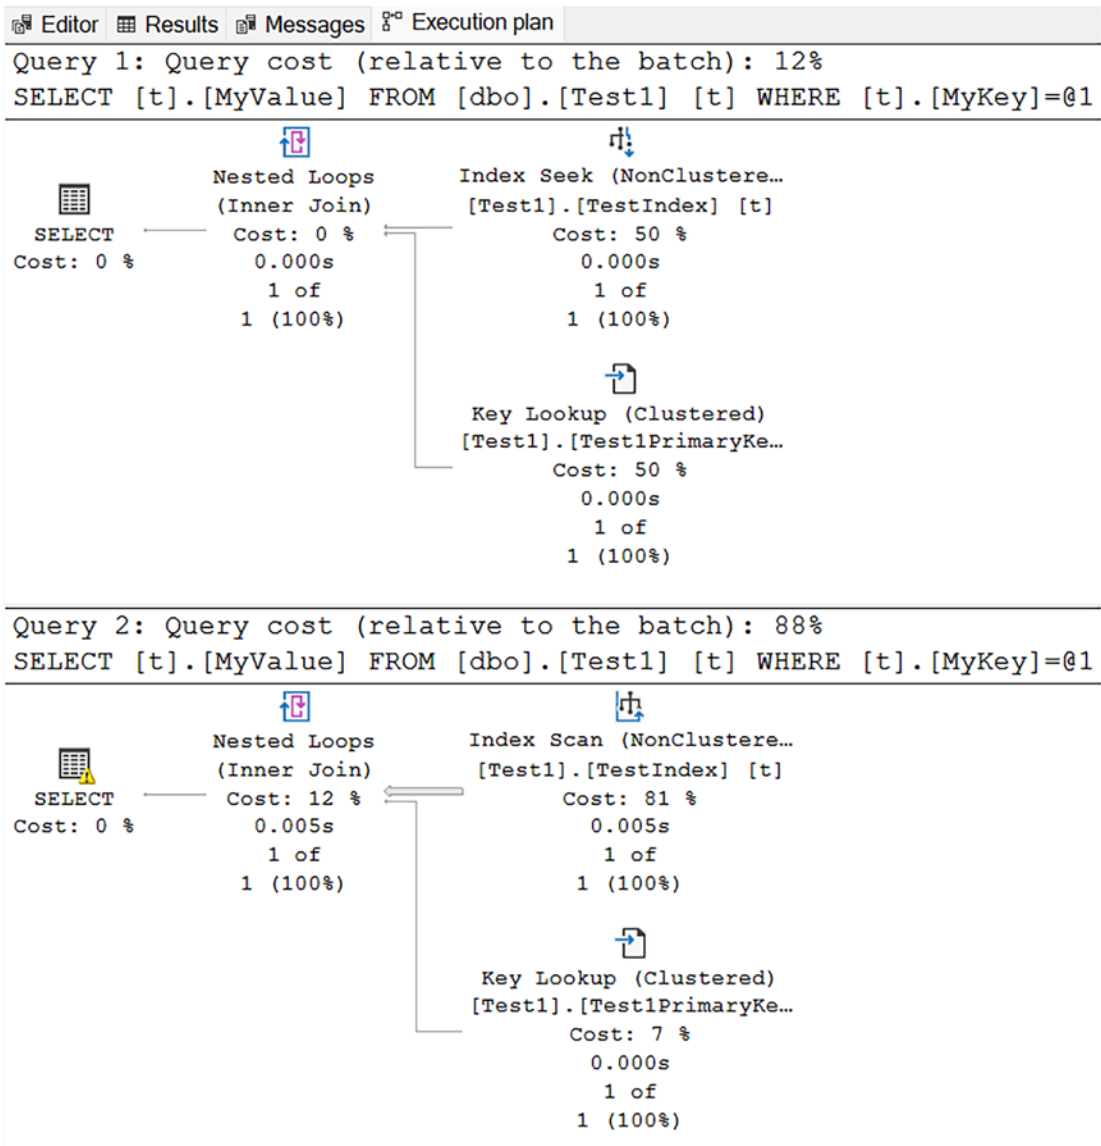 Editor Results Messages Execution plan
Query 1: Query cost (relative to the batch): 12%
SELECT [t].[MyValue] FROM [dbo].[Test1] [t] WHERE [t].[MyKey]=@1
SELECT
Cost: 0 %
Nested Loops
(Inner Join)
Cost: 0 %
0.000s
1 of
1 (100%)
Index Seek (NonClustere…
[Test1].[TestIndex] [t]
Cost: 50 %
0.000s
1 of
1 (100%)
Key Lookup (Clustered)
[Test1].[Test1PrimaryKe…
Cost: 50 %
0.000s
1 of
1 (100%)
Query 2: Query cost (relative to the batch): 88%
SELECT [t].[MyValue] FROM [dbo].[Test1] [t] WHERE [t].[MyKey]=@1
SELECT
Cost: 0 %
Nested Loops
(Inner Join)
Cost: 12 %
0.005s
1 of
1 (100%)
Index Scan (NonClustere…
[Test1].[TestIndex] [t]
Cost: 81 %
0.005s
1 of
1 (100%)
Key Lookup (Clustered)
[Test1].[Test1PrimaryKe…
Cost: 7 %
0.000s
1 of
1 (100%)